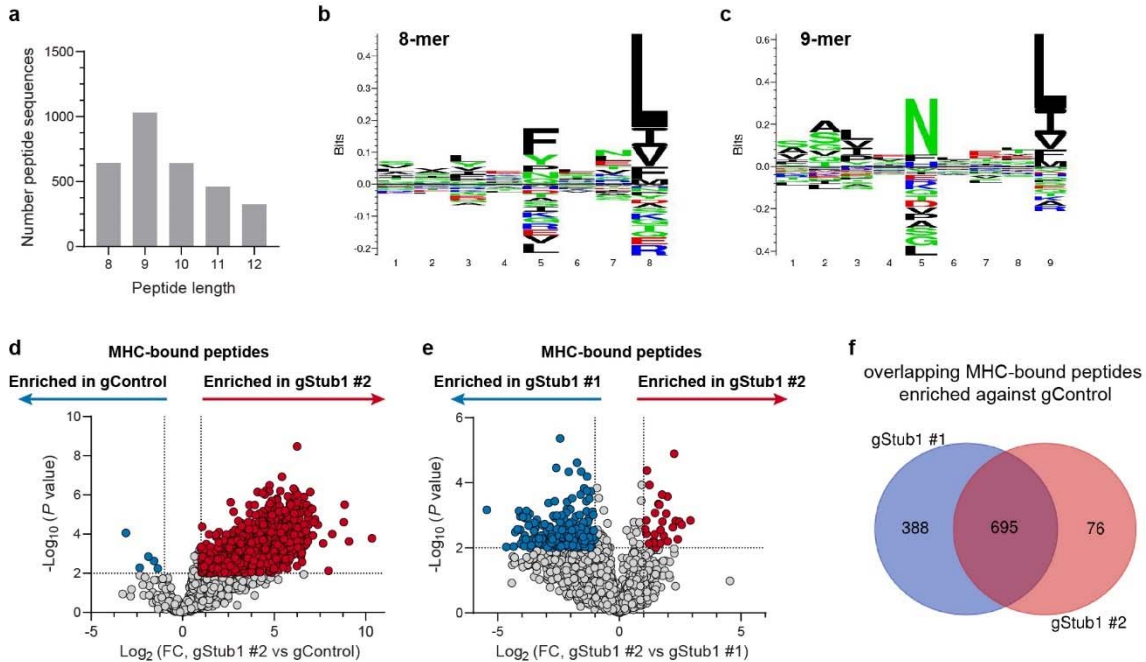 a
b
c
Number peptide sequences
1500
1000
500
0
8 9 10 11 12
Peptide length
8-mer
Bits
0.4
0.3
0.2
0.1
0.0
-0.1
-0.2
1 2 3 4 5 6 7 8
9-mer
Bits
0.6
0.4
0.2
0.0
-0.2
-0.4
1 2 3 4 5 6 7 8 9
d
MHC-bound peptides
Enriched in gControl
Enriched in gStub1 #2
-Log10 (P value)
10
8
6
4
2
0
-5 0 5 10
Log2 (FC, gStub1 #2 vs gControl)
e
MHC-bound peptides
Enriched in gStub1 #1
Enriched in gStub1 #2
-Log10 (P value)
6
4
2
0
-5 0 5
Log2 (FC, gStub1 #2 vs gStub1 #1)
f
overlapping MHC-bound peptides
enriched against gControl
gStub1 #1
388 695 76
gStub1 #2